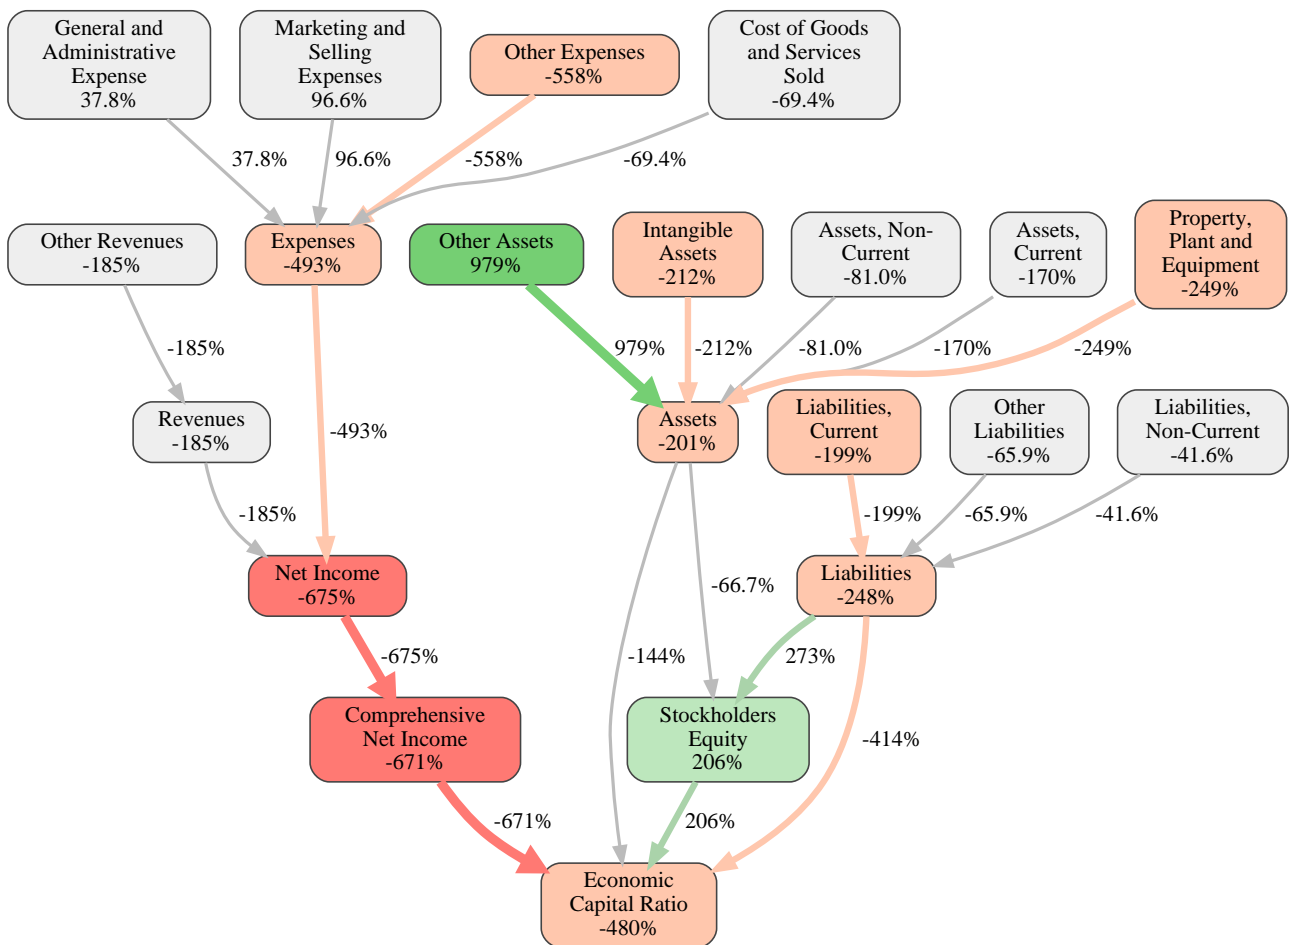 General and
Administrative
Expense
37.8%
Marketing and
Selling
Expenses
96.6%
Other Expenses
-558%
Cost of Goods
and Services
Sold
-69.4%
37.8%
96.6%
-558%
-69.4%
Other Revenues
-185%
Expenses
-493%
Other Assets
979%
Intangible
Assets
-212%
Assets, Non-
Current
-81.0%
Assets,
Current
-170%
Property,
Plant and
Equipment
-249%
-185%
979%
-212%
-81.0%
-170%
-249%
Revenues
-185%
-493%
Assets
-201%
Liabilities,
Current
-199%
Other
Liabilities
-65.9%
Liabilities,
Non-Current
-41.6%
-185%
-199%
-65.9%
-41.6%
Net Income
-675%
-66.7%
Liabilities
-248%
-675%
-144%
273%
Comprehensive
Net Income
-671%
Stockholders
Equity
206%
-414%
-671%
206%
Economic
Capital Ratio
-480%